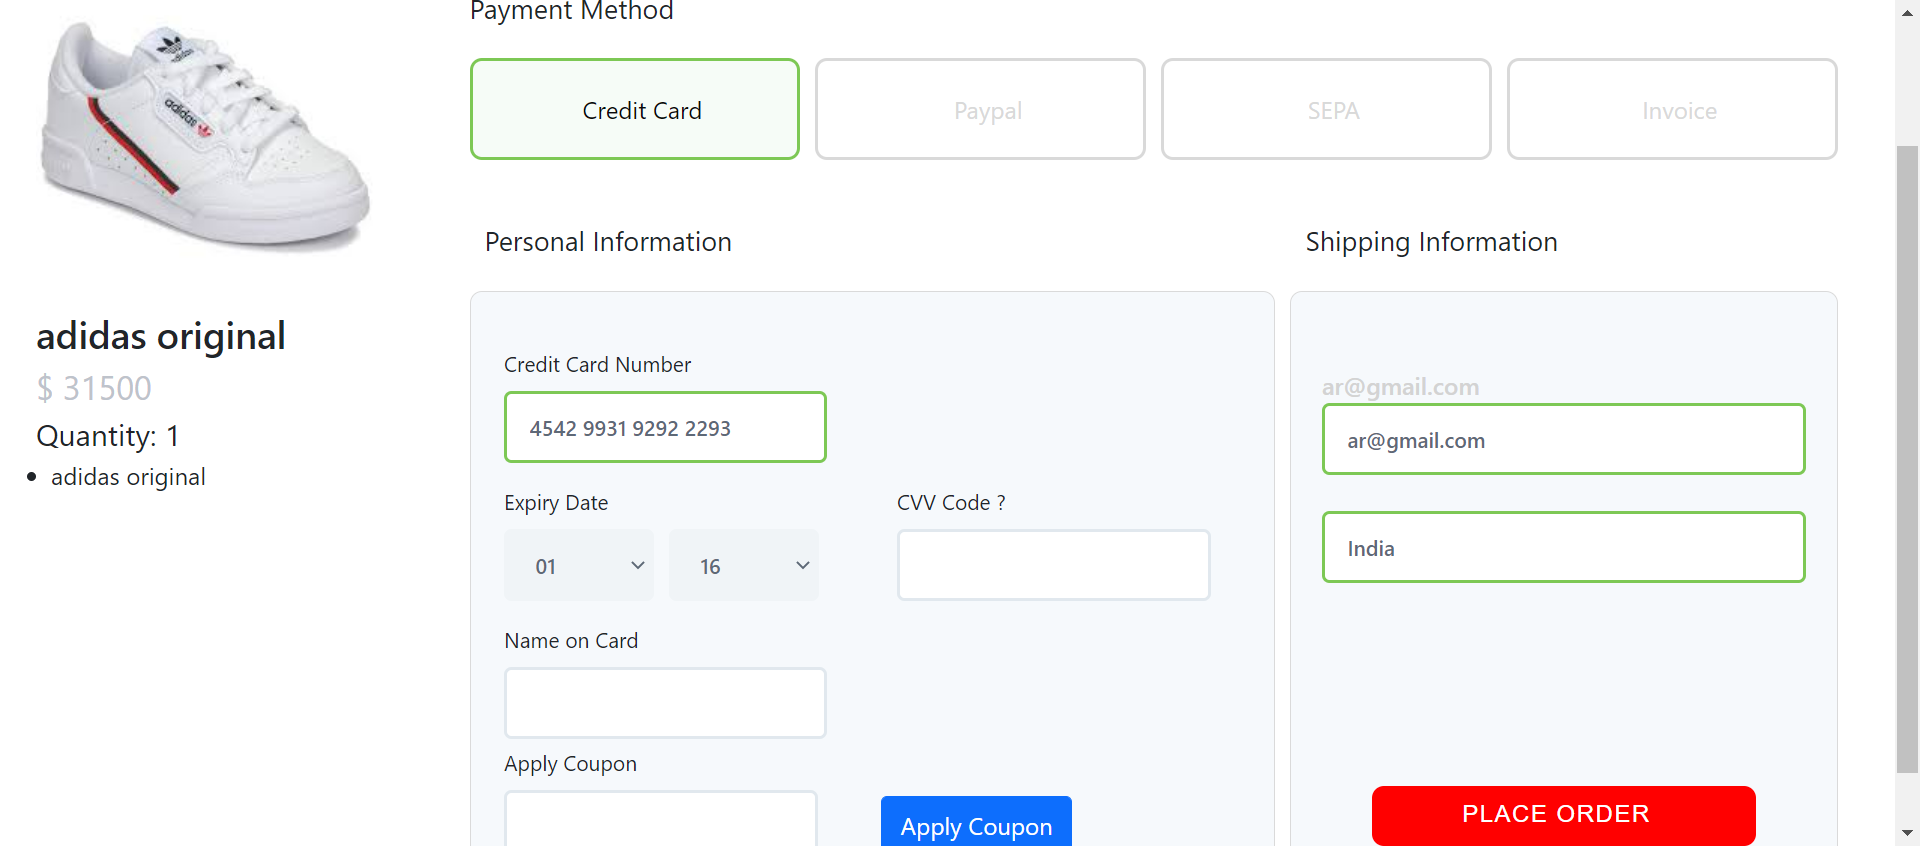 Payment Method
Credit Card
Paypal
SEPA
Invoice
adidas
adidas original
$ 31500
Quantity: 1
adidas original
Personal Information
Credit Card Number
4542 9931 9292 2293
Expiry Date
CVV Code ?
01
16
Name on Card
Apply Coupon
Apply Coupon
Shipping Information
ar@gmail.com
ar@gmail.com
India
PLACE ORDER